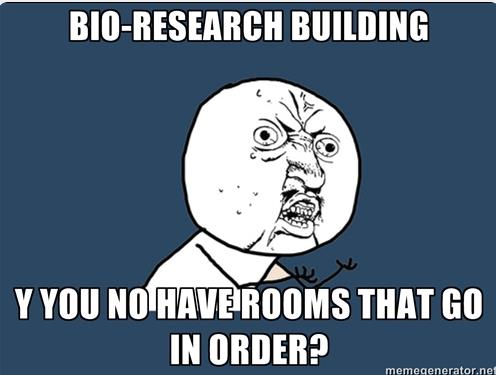 BIO-RESEARCH BUILDING
Y YOU NO HAVE ROOMS THAT GO
IN ORDER?
memegenerator.net